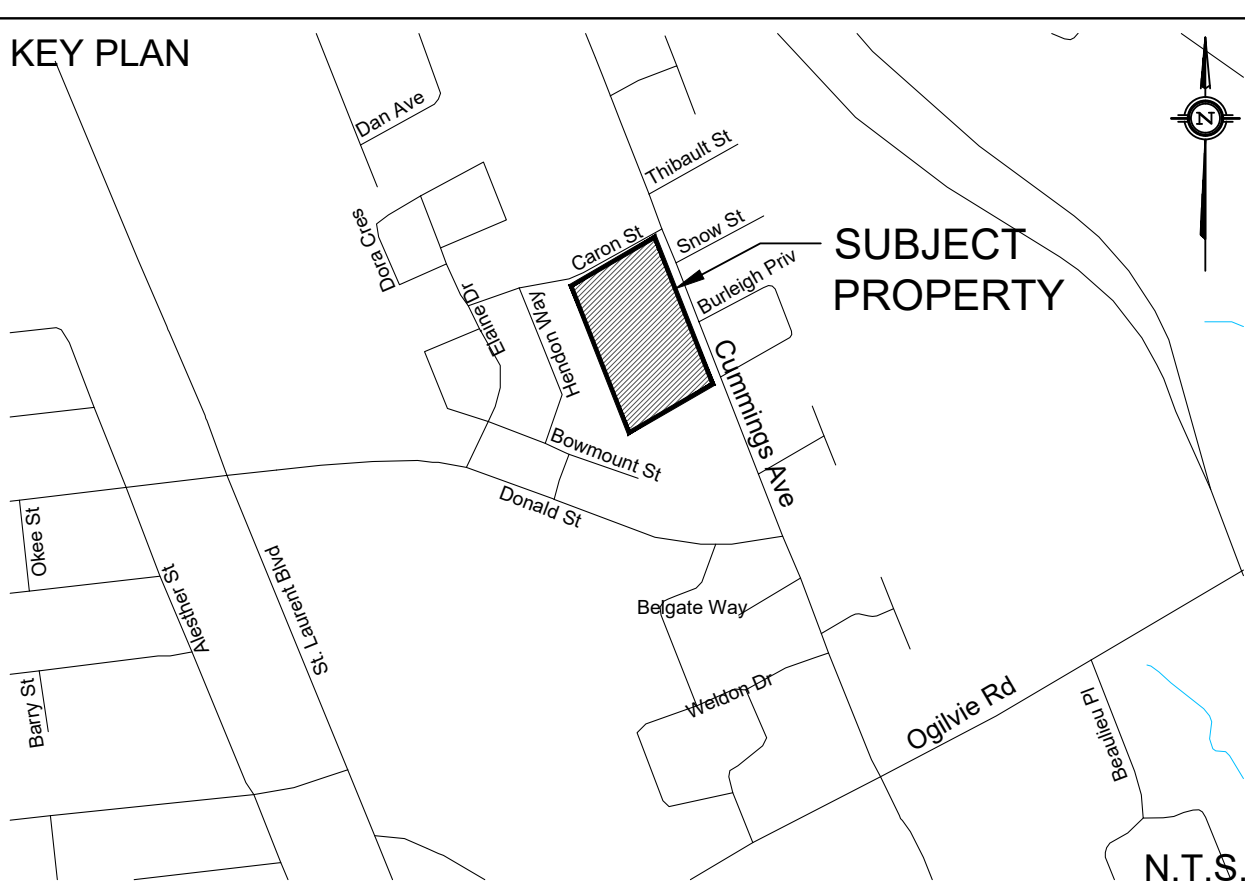 KEY PLAN
Dan Ave
Thibault St
N
Dora Cres
Caron St
Snow St
SUBJECT
PROPERTY
Burleigh Priv
Elaine Dr
Hendon Way
Cummings Ave
Bowmount St
Donald St
Okee St
Alesther St
St. Laurent Blvd
Belgate Way
Weldon Dr
Barry St
Ogilvie Rd
Beaulieu Pl
N.T.S.